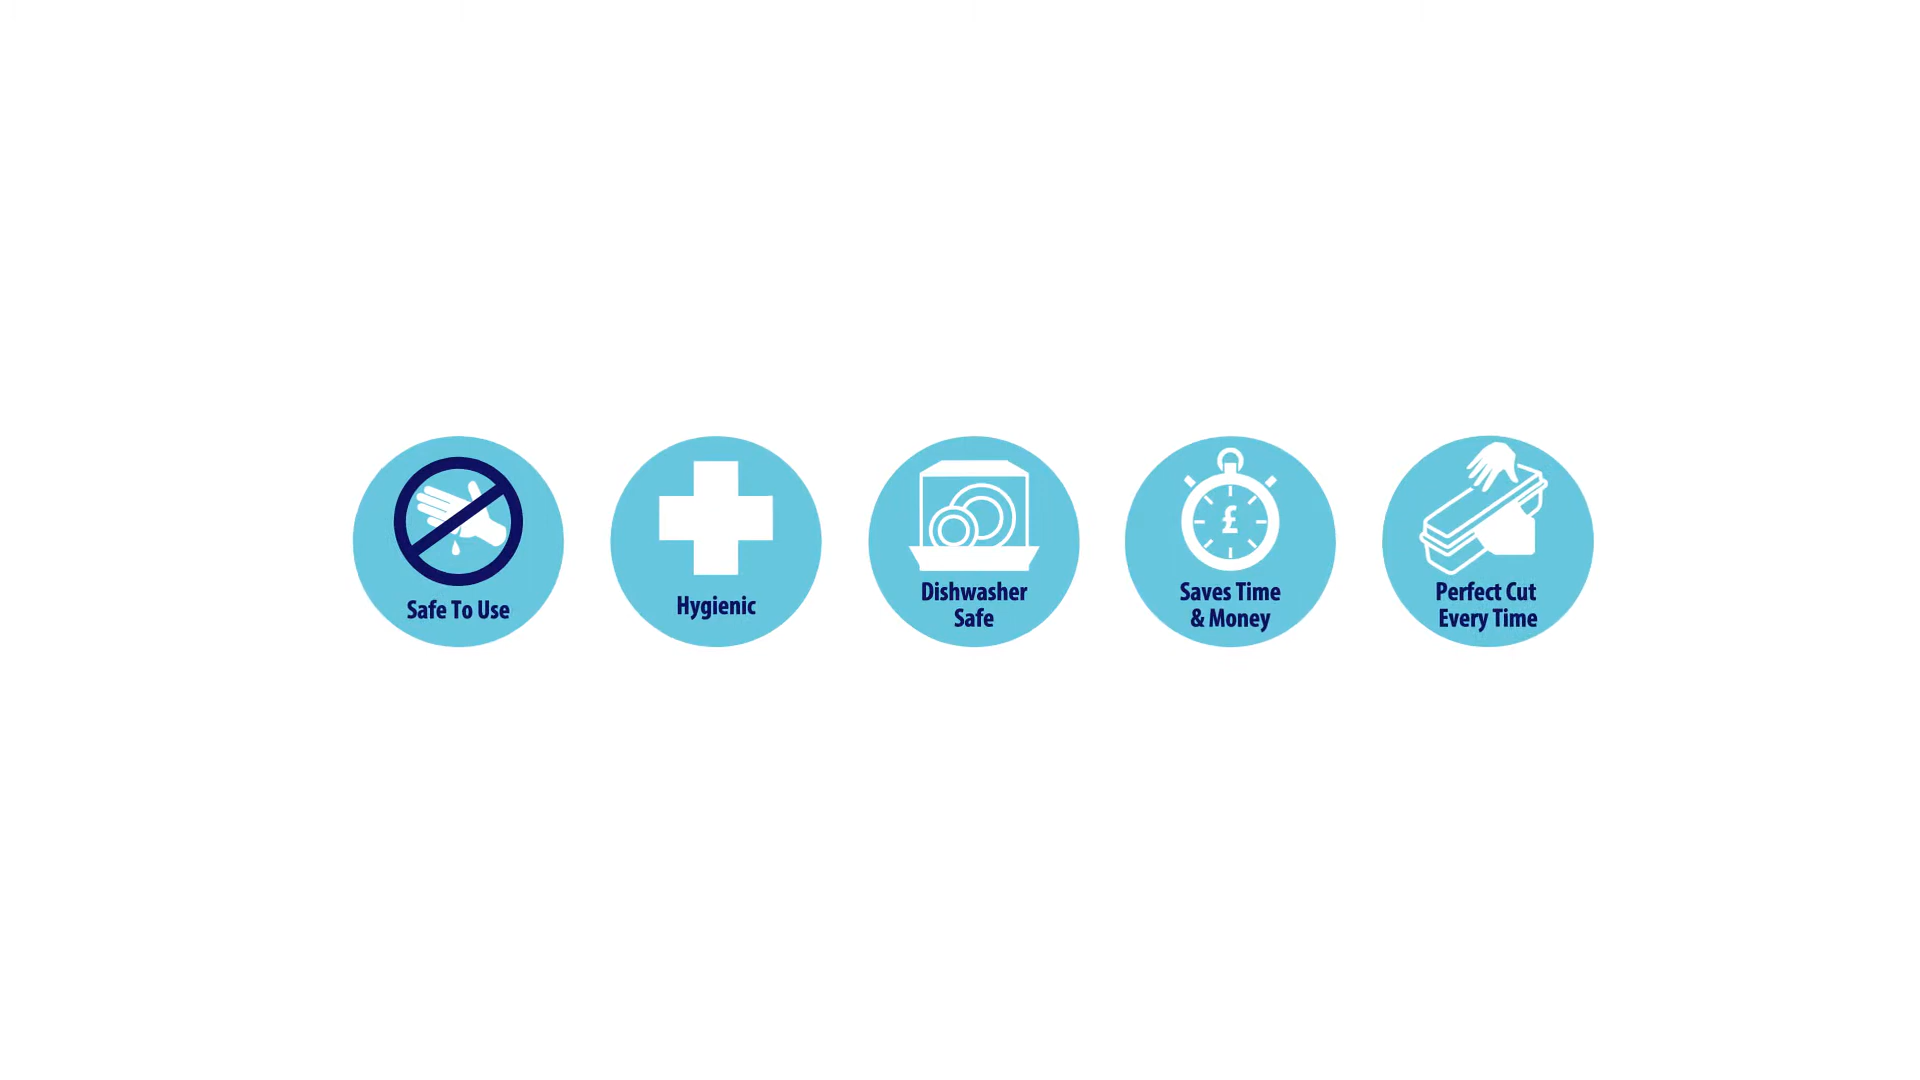 Safe To Use
Hygienic
Dishwasher
Safe
£
Saves Time
& Money
Perfect Cut
Every Time